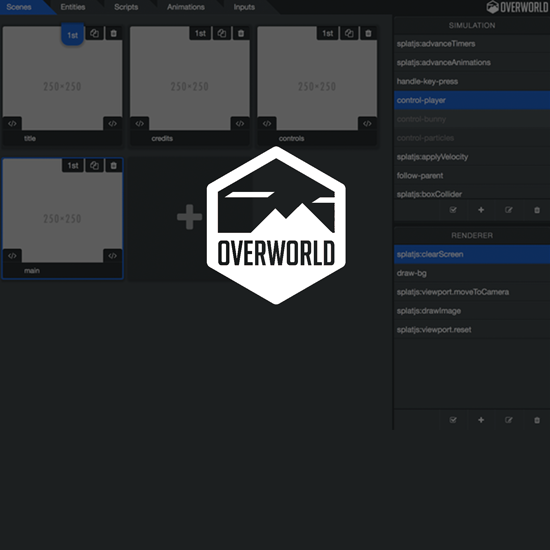 Scenes Entities Scripts Animations Inputs OVERWORLD
SIMULATION
splatjs:advanceTimers
splatjs:advanceAnimations
handle-key-press
control-player
control-bunny
control-particles
splatjs:applyVelocity
follow-parent
splatjs:boxCollider
1st
250×250
</>
</>
title
1st
250×250
</>
</>
credits
1st
250×250
</>
</>
controls
1st
250×250
</>
</>
main
OVERWORLD
RENDERER
splatjs:clearScreen
draw-bg
splatjs:viewport.moveToCamera
splatjs:drawImage
splatjs:viewport.reset